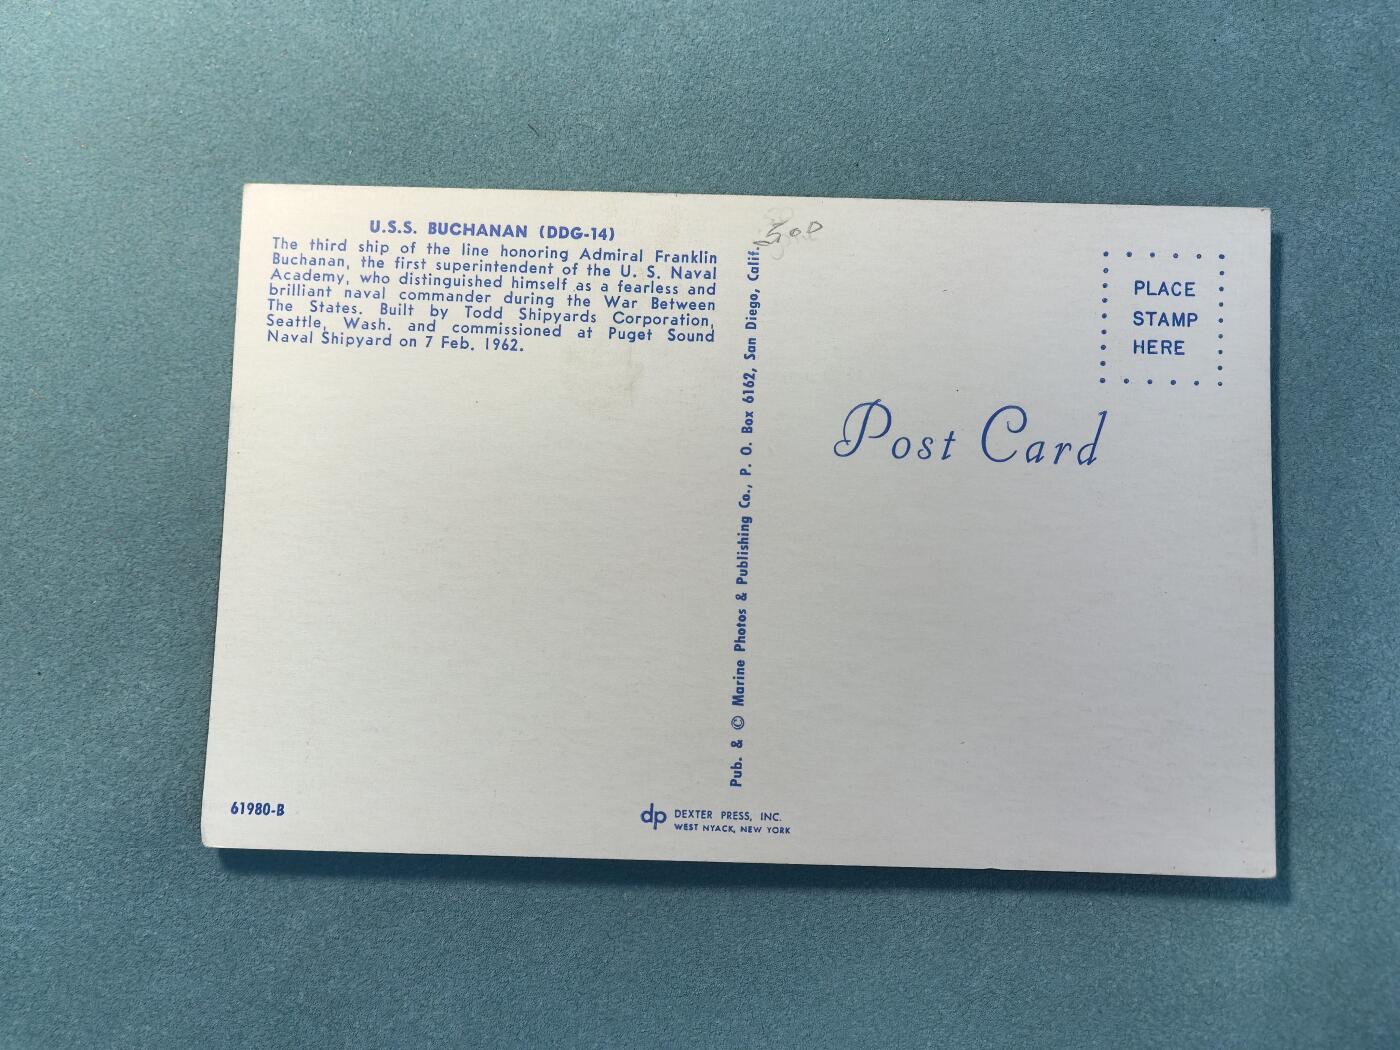 U.S.S. BUCHANAN (DDG-14)
The third ship of the line honoring Admiral Franklin
Buchanan, the first superintendent of the U. S. Naval
Academy, who distinguished himself as a fearless and
brilliant naval commander during the War Between
The States. Built by Todd Shipyards Corporation,
Seattle, Wash. and commissioned at Puget Sound
Naval Shipyard on 7 Feb. 1962.
61980-B
Pub. & © Marine Photos & Publishing Co., P. O. Box 6162, San Diego, Calif.
dp DEXTER PRESS, INC.
WEST NYACK, NEW YORK
PLACE
STAMP
HERE
Post Card